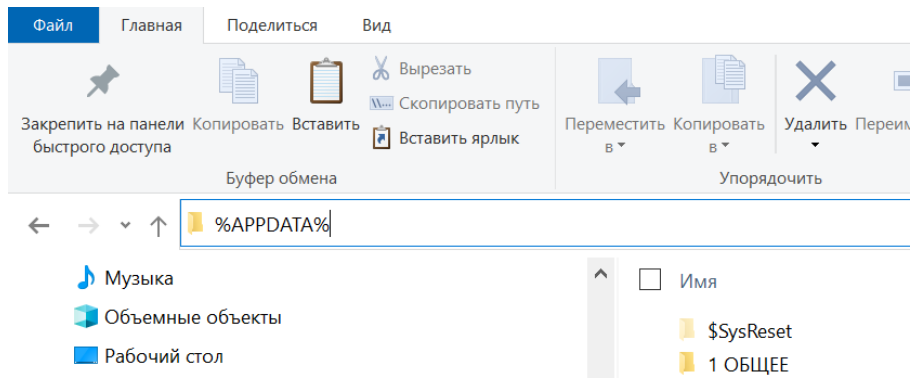 Файл Главная Поделиться Вид
Вырезать
Скопировать путь
Закрепить на панели Копировать Вставить Переместить Копировать Удалить
быстрого доступа Вставить ярлык в в
Буфер обмена Упорядочить
%APPDATA%
Музыка Имя
Объемные объекты
$SysReset
Рабочий стол
1 ОБЩЕЕ